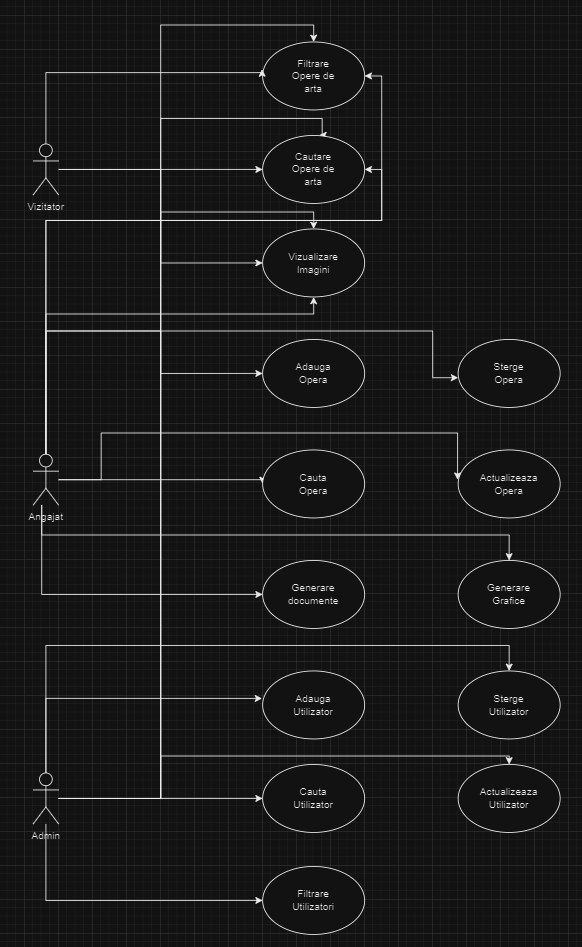 Filtrare
Opere de
arta
Cautare
Opere de
arta
Vizitator
Vizualizare
Imagini
Adauga
Opera
Sterge
Opera
Cauta
Opera
Actualizeaza
Opera
Angajat
Generare
documente
Generare
Grafice
Adauga
Utilizator
Sterge
Utilizator
Cauta
Utilizator
Actualizeaza
Utilizator
Admin
Filtrare
Utilizatori